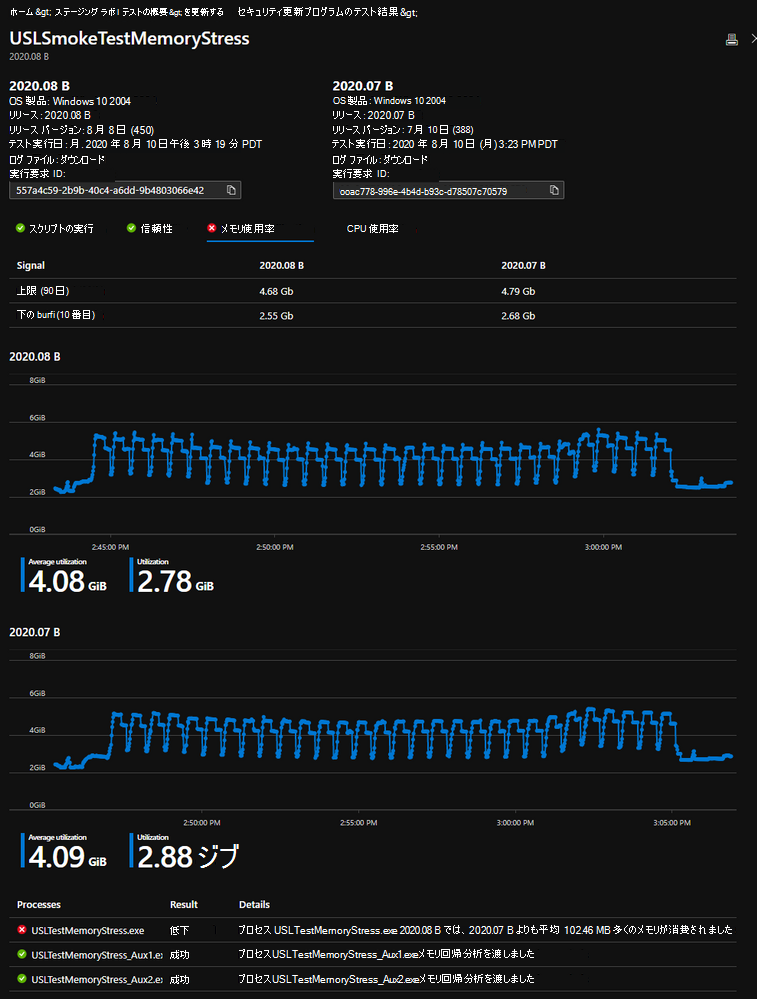 ホーム &gt; ステージング ラボ! テストの概要 &gt; を更新する セキュリティ更新プログラムのテスト結果 &gt;
USLSmokeTestMemoryStress
2020.08 B
2020.08 B
OS 製品: Windows 10 2004
リリース : 2020.08 B
リリース バージョン: 8 月 8 日 (450)
テスト実行日: 月. 2020 年 8 月 10 日午後 3 時 19 分 PDT
ログ ファイル: ダウンロード
実行要求 ID:
557a4c59-2b9b-40c4-a6dd-9b4803066e42
2020.07 B
OS 製品: Windows 10 2004
リリース : 2020.07 B
リリース バージョン: 7 月 10 日 (388)
テスト実行日: 2020 年 8 月 10 日 (月) 3:23 PM PDT
ログ ファイル: ダウンロード
実行要求 ID:
ooac778-996e-4b4d-b93c-d78507c70579
スクリプトの実行 信頼性 メモリ使用率 CPU 使用率
Signal 2020.08 B 2020.07 B
上限 (90 日) 4.68 Gb 4.79 Gb
下の burfi (10 番目) 2.55 Gb 2.68 Gb
2020.08 B
8GiB
6GiB
4GiB
2GiB
0GiB
2:45:00 PM 2:50:00 PM 2:55:00 PM 3:00:00 PM
Average utilization Utilization
4.08 GiB 2.78 GiB
2020.07 B
8GiB
6GiB
4GiB
2GiB
0GiB
2:50:00 PM 2:55:00 PM 3:00:00 PM 3:05:00 PM
Average utilization Utilization
4.09 GiB 2.88 ジブ
Processes Result Details
USLTestMemoryStress.exe 低下 プロセス USLTestMemoryStress.exe 2020.08 B では、2020.07 B よりも平均 102.46 MB 多くのメモリが消費されました
USLTestMemoryStress_Aux1.e› 成功 プロセスUSLTestMemoryStress_Aux1.exeメモリ回帰分析を渡しました
USLTestMemoryStress_Aux2.e› 成功 プロセスUSLTestMemoryStress_Aux2.exeメモリ回帰分析を渡しました